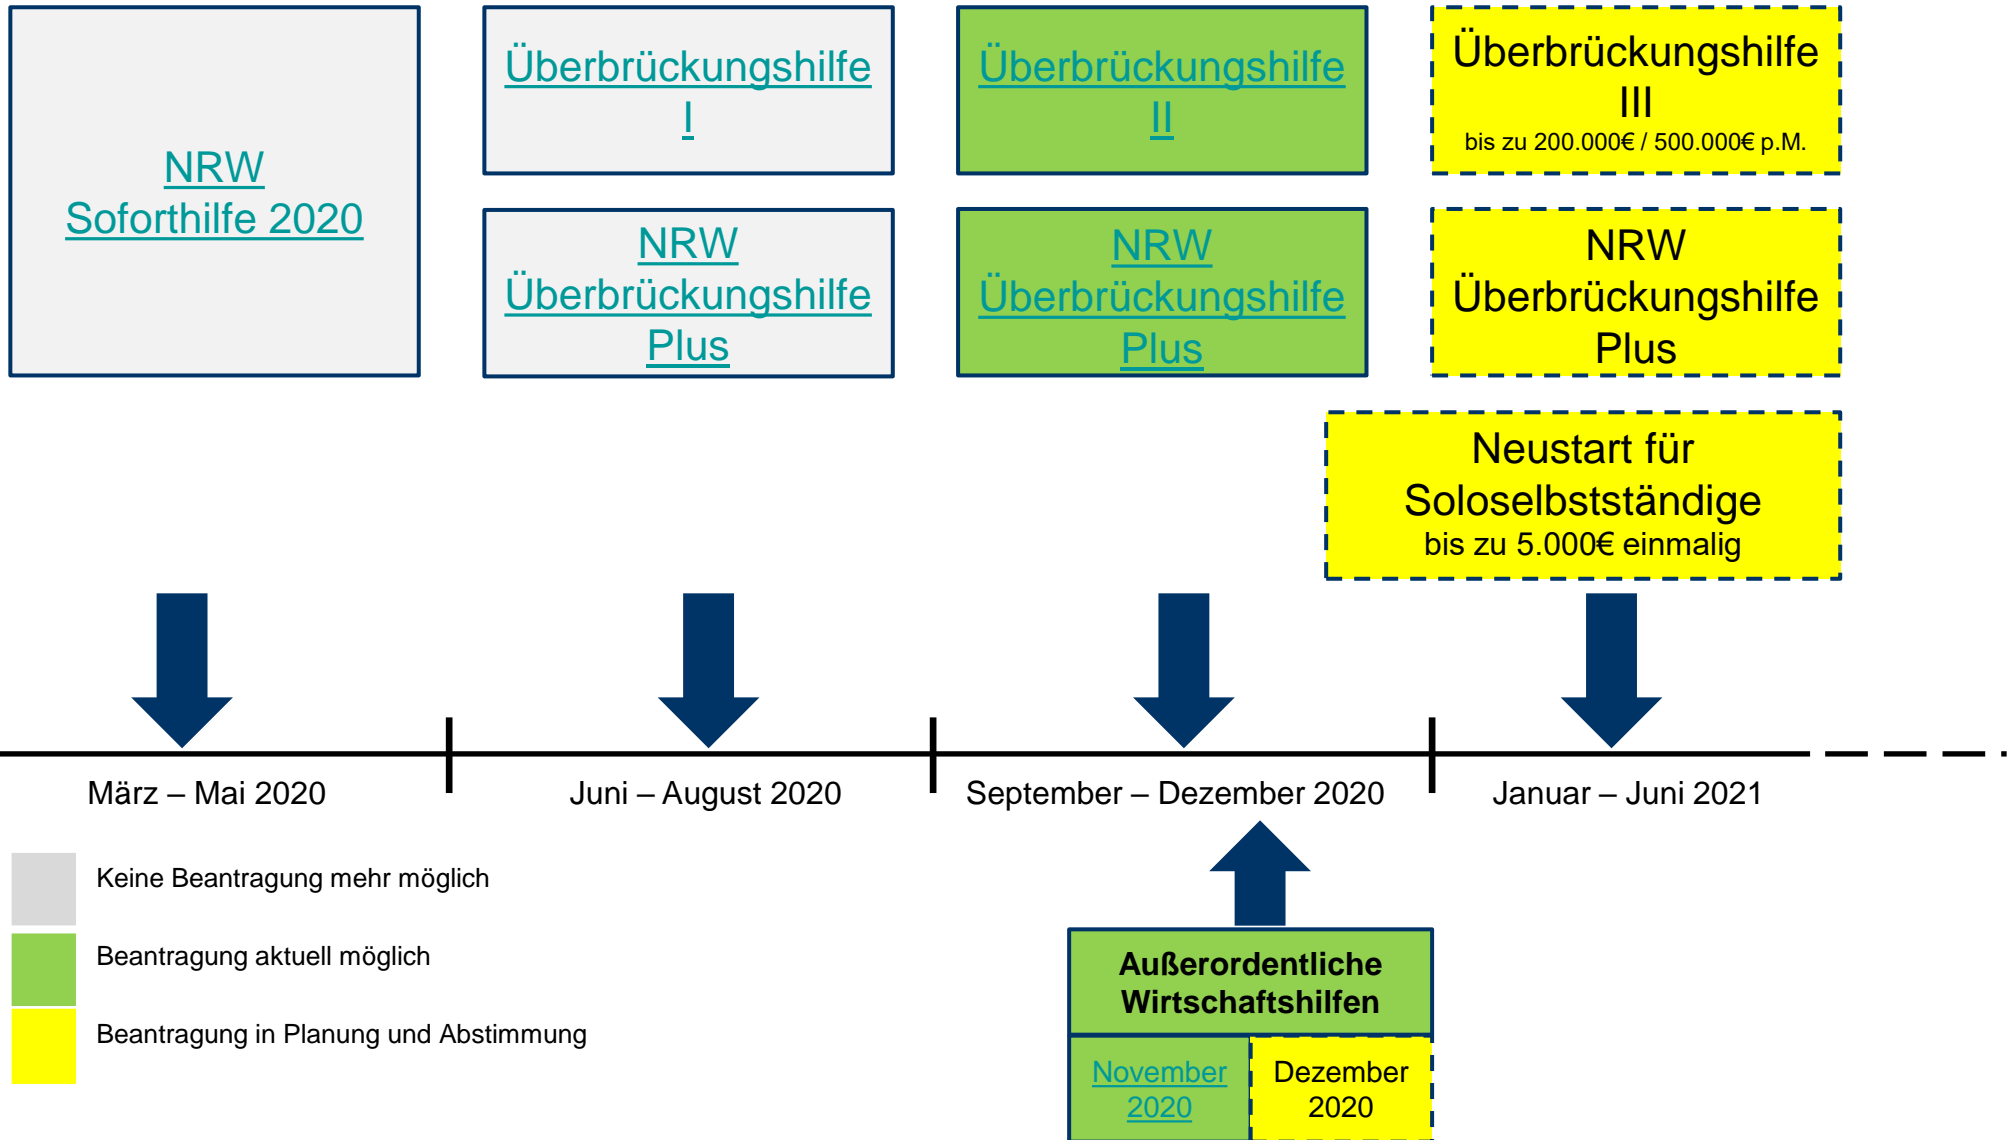 NRW
Soforthilfe 2020
Überbrückungshilfe
I
NRW
Überbrückungshilfe
Plus
Überbrückungshilfe
II
NRW
Überbrückungshilfe
Plus
Überbrückungshilfe
III
bis zu 200.000€ / 500.000€ p.M.
NRW
Überbrückungshilfe
Plus
Neustart für
Soloselbstständige
bis zu 5.000€ einmalig
März – Mai 2020
Juni – August 2020
September – Dezember 2020
Januar – Juni 2021
Keine Beantragung mehr möglich
Beantragung aktuell möglich
Beantragung in Planung und Abstimmung
Außerordentliche
Wirtschaftshilfen
November
2020
Dezember
2020